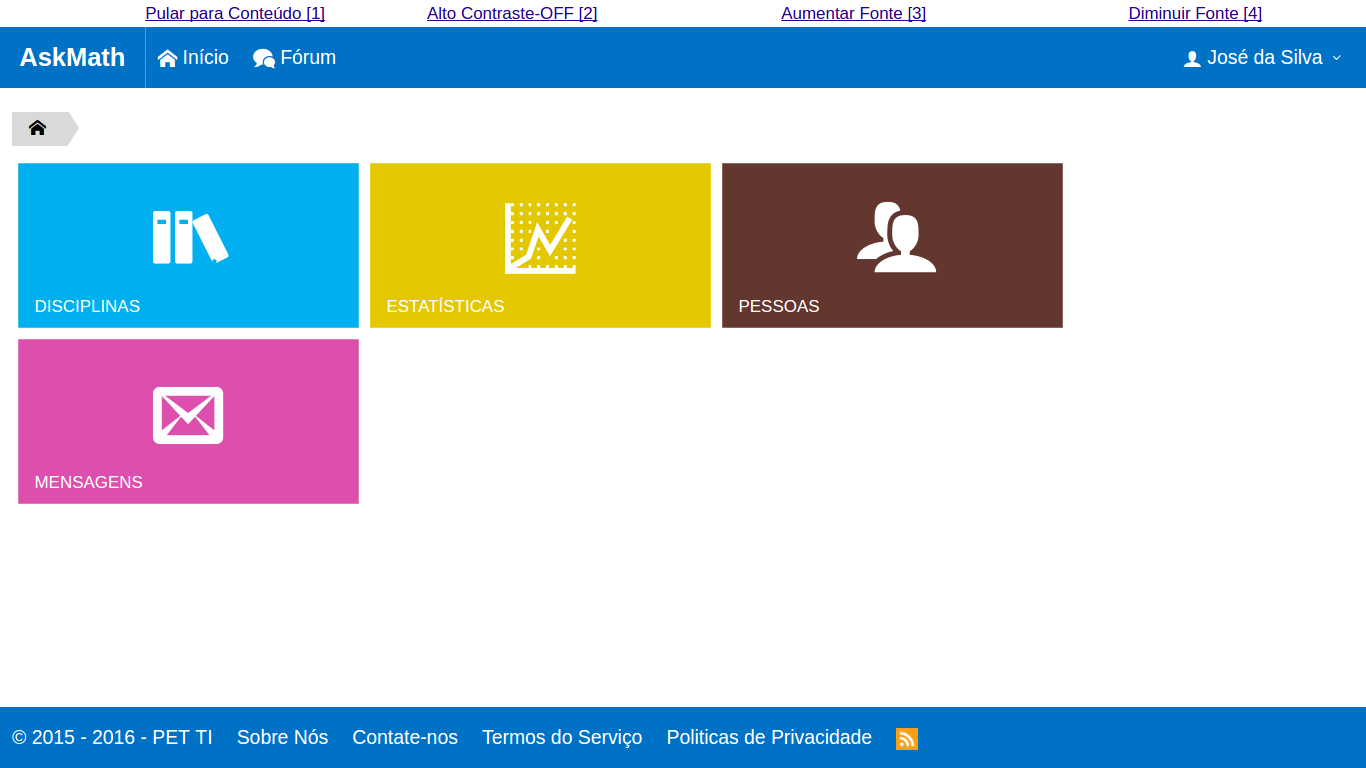 Pular para Conteúdo [1] Alto Contraste-OFF [2] Aumentar Fonte [3] Diminuir Fonte [4]
AskMath Início Fórum José da Silva
DISCIPLINAS ESTATÍSTICAS PESSOAS
MENSAGENS
© 2015 - 2016 - PET TI Sobre Nós Contate-nos Termos do Serviço Politicas de Privacidade